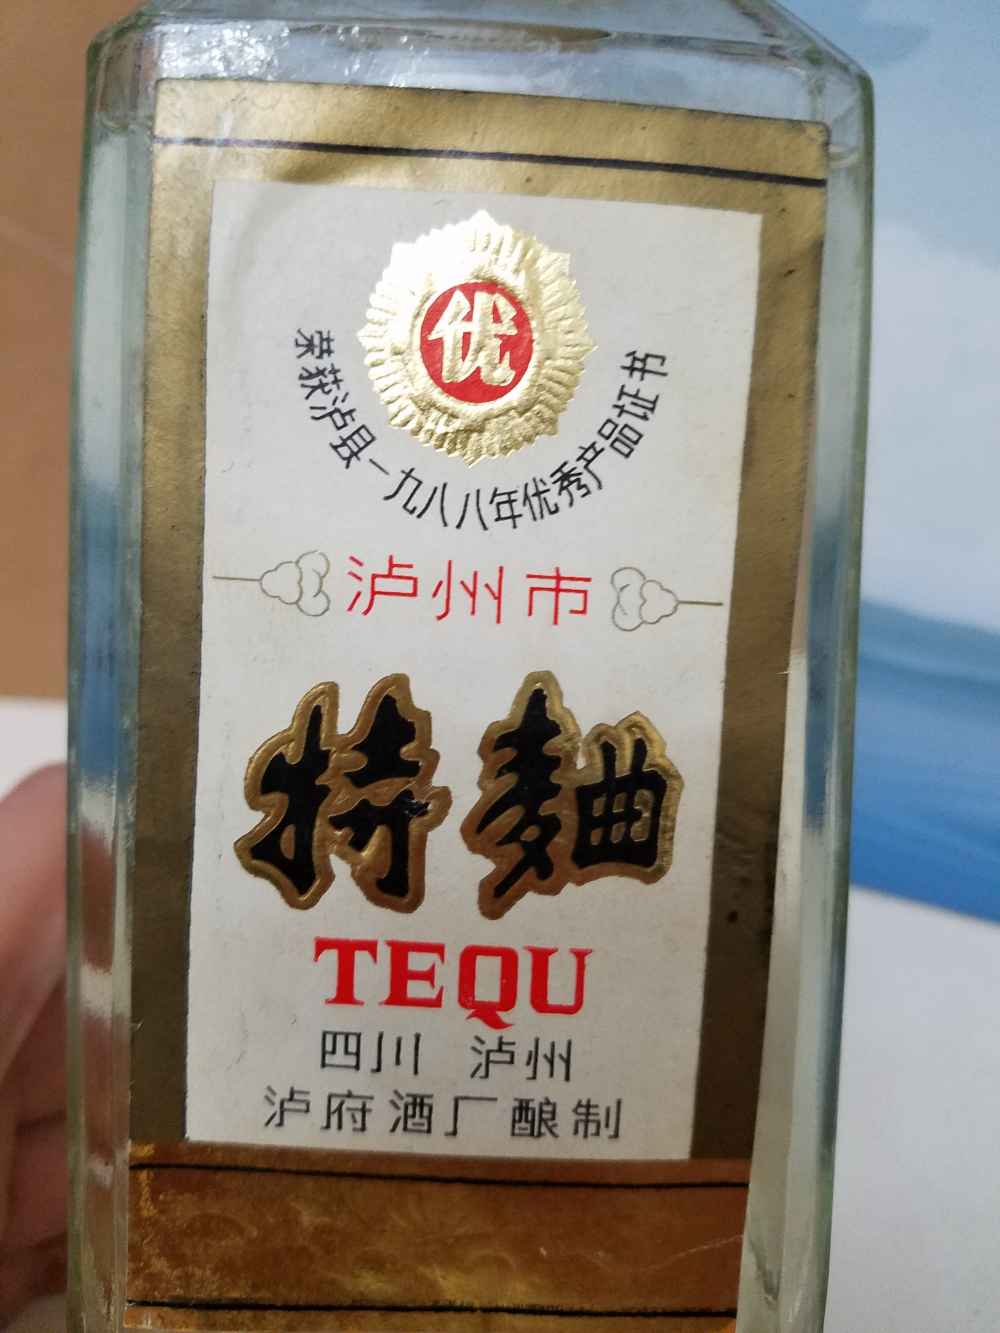 优
荣获泸县一九八八年优秀产品证书
泸州市
特麯
TEQU
四川 泸州
泸府酒厂酿制